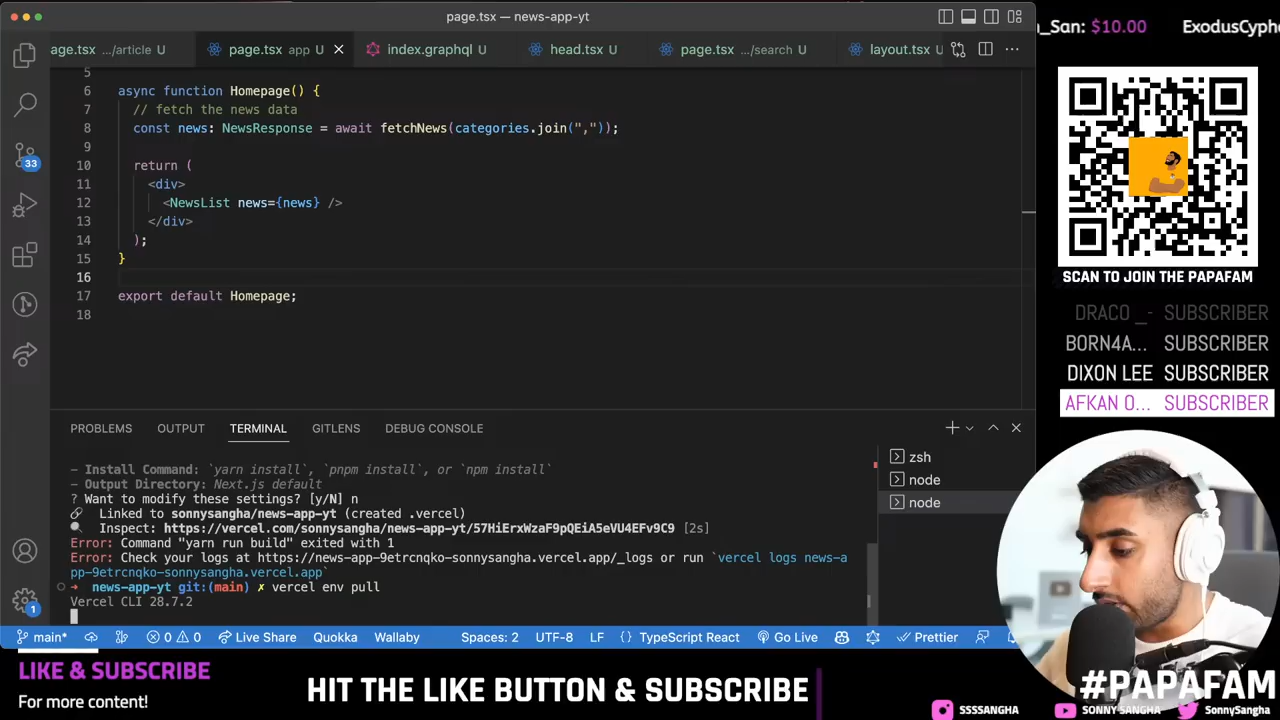 page.tsx — news-app-yt
age.tsx .../article U
page.tsx app U
index.graphql U
head.tsx U
page.tsx .../search U
layout.tsx U
5
6 async function Homepage() {
7 // fetch the news data
8 const news: NewsResponse = await fetchNews(categories.join(","));
9
10 return (
11 <div>
12 <NewsList news={news} />
13 </div>
14 );
15 }
16
17 export default Homepage;
18
33
PROBLEMS OUTPUT TERMINAL GITLENS DEBUG CONSOLE
- Install Command: `yarn install`, `pnpm install`, or `npm install`
- Output Directory: Next.js default
? Want to modify these settings? [y/N] n
Linked to sonnysangha/news-app-yt (created .vercel)
Inspect: https://vercel.com/sonnysangha/news-app-yt/57HiErxWzaF9pQEiA5eVU4EFv9C9 [2s]
Error: Command "yarn run build" exited with 1
Error: Check your logs at https://news-app-9etrcnqko-sonnysangha.vercel.app/_logs or run `vercel logs news-a
pp-9etrcnqko-sonnysangha.vercel.app`
➜ news-app-yt git:(main) ✗ vercel env pull
Vercel CLI 28.7.2
zsh
node
node
1
main* 0 0 Live Share Quokka Wallaby Spaces: 2 UTF-8 LF {} TypeScript React Go Live Prettier
_San: $10.00 ExodusCyph
SCAN TO JOIN THE PAPAFAM
DRACO _- SUBSCRIBER
BORN4A... SUBSCRIBER
DIXON LEE SUBSCRIBER
AFKAN O... SUBSCRIBER
LIKE & SUBSCRIBE
For more content!
HIT THE LIKE BUTTON & SUBSCRIBE
#PAPAFAM
SSSSANGHA SONNY SANGHA SonnySangha